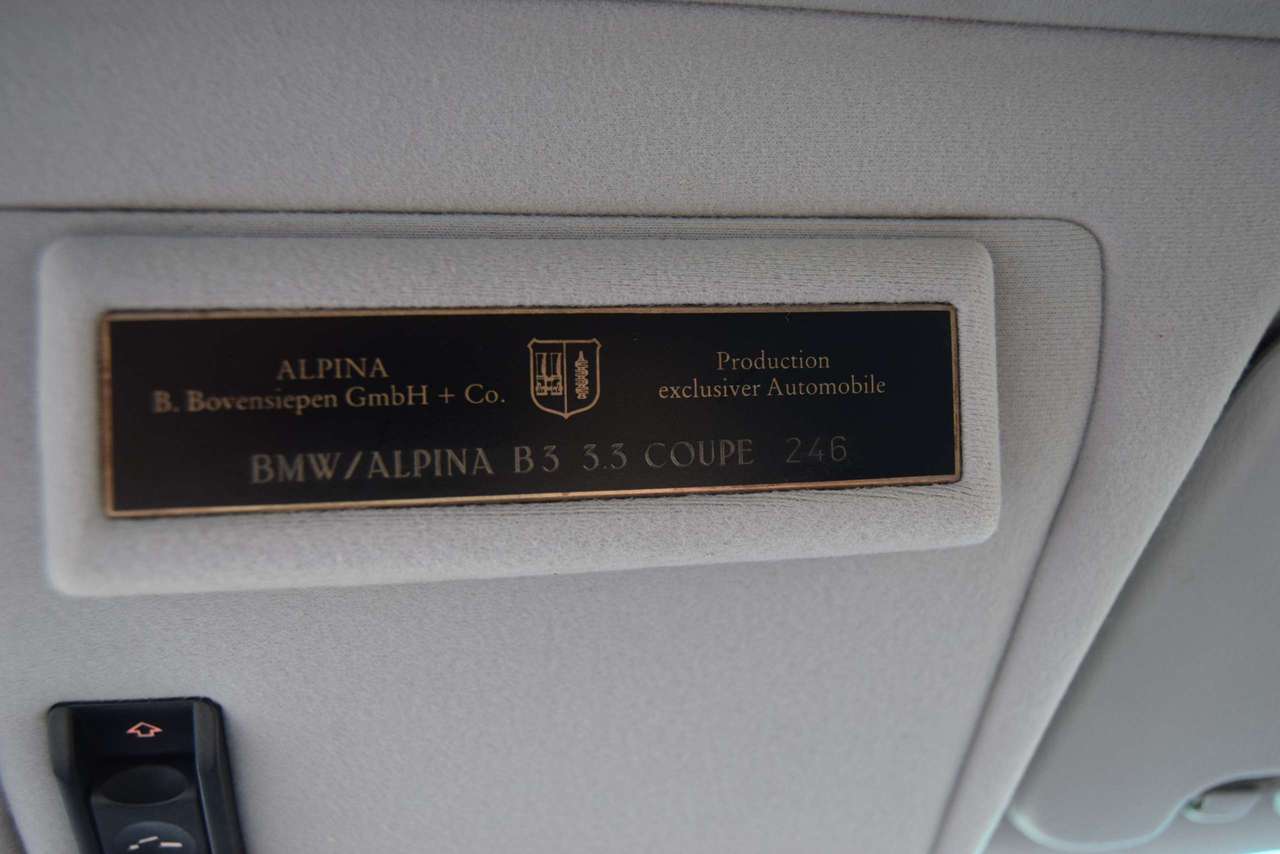 ALPINA
B. Bovensiepen GmbH + Co.
Production
exclusiver Automobile
BMW/ALPINA B3 3.3 COUPE 246